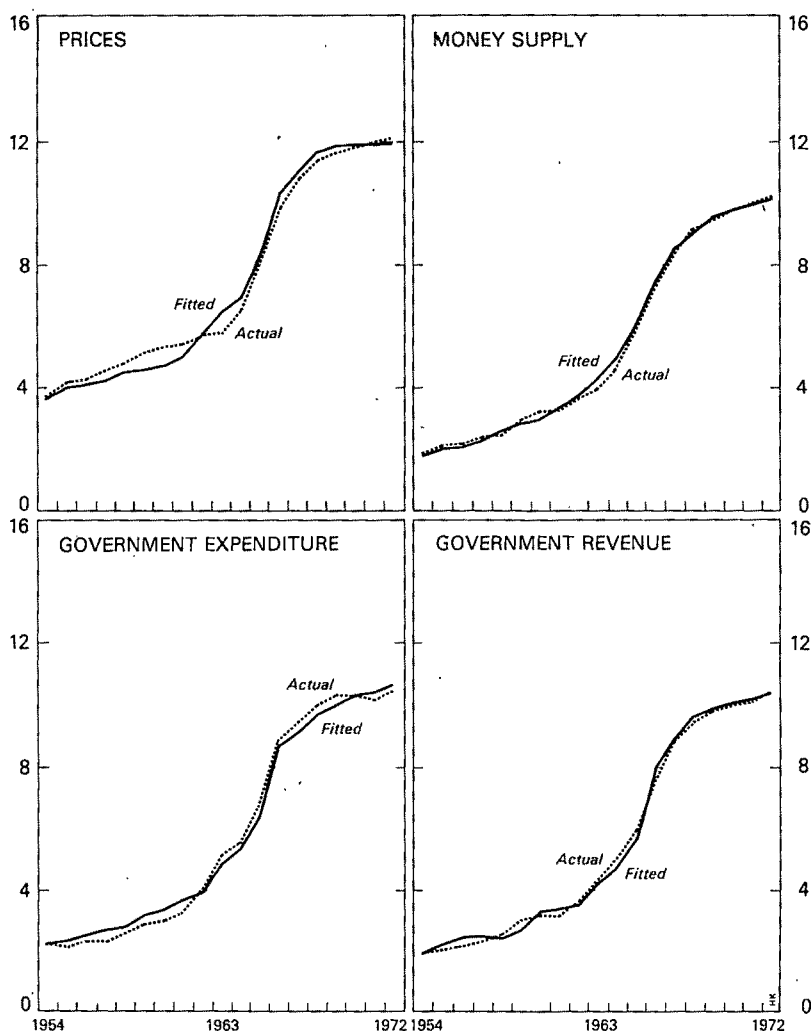 16
PRICES
MONEY SUPPLY
16
12
12
8
8
Fitted
Actual
Fitted
Actual
4
4
0
0
16
GOVERNMENT EXPENDITURE
GOVERNMENT REVENUE
16
12
12
Actual
Fitted
8
8
Actual
Fitted
4
4
0
0
1954
1963
1972
1954
1963
1972